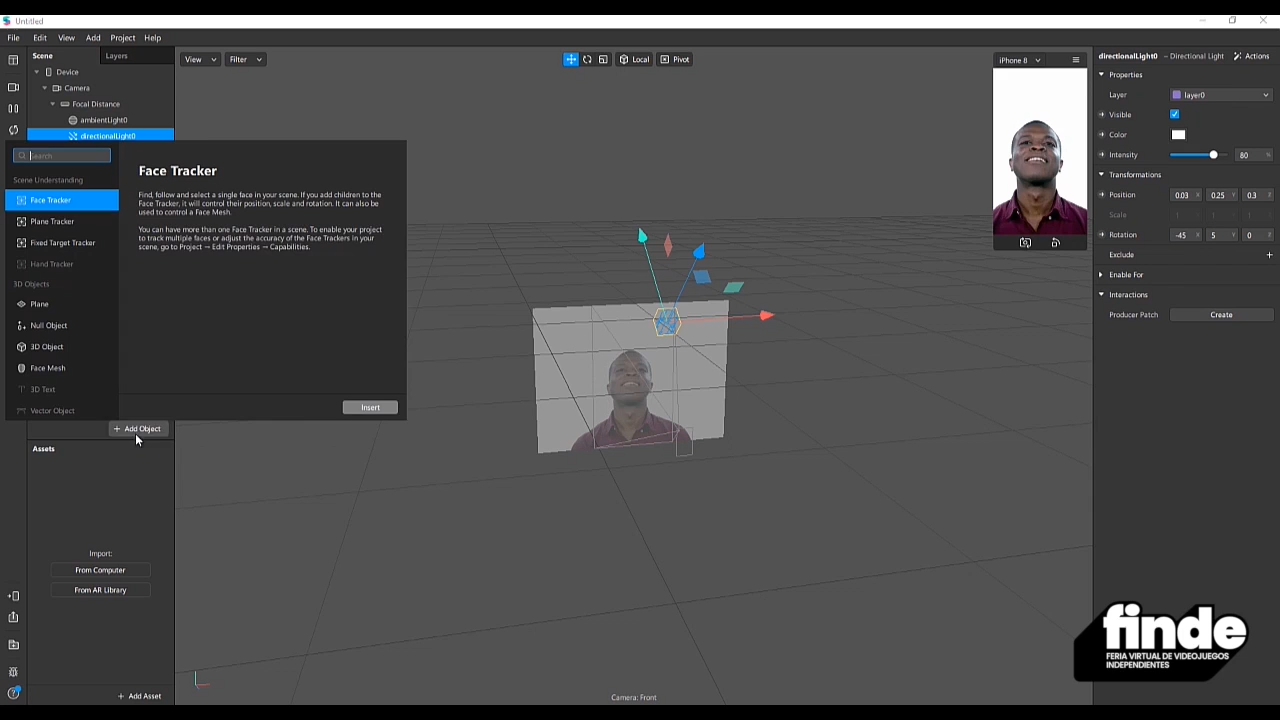 Untitled
File Edit View Add Project Help
Scene Layers
Device
Camera
Focal Distance
ambientLight0
directionalLight0
Search
Scene Understanding
Face Tracker
Plane Tracker
Fixed Target Tracker
Hand Tracker
3D Objects
Plane
Null Object
3D Object
Face Mesh
3D Text
Vector Object
Face Tracker
Find, follow and select a single face in your scene. If you add children to the
Face Tracker, it will control their position, scale and rotation. It can also be
used to control a Face Mesh.
You can have more than one Face Tracker in a scene. To enable your project
to track multiple faces or adjust the accuracy of the Face Trackers in your
scene, go to Project → Edit Properties → Capabilities.
Insert
+ Add Object
Assets
Import:
From Computer
From AR Library
+ Add Asset
View Filter
Local Pivot
Camera: Front
iPhone 8
directionalLight0 – Directional Light Actions
Properties
Layer layer0
Visible
Color
Intensity 80 %
Transformations
Position 0.03 X 0.25 Y 0.3 Z
Scale 1 X 1 Y 1 Z
Rotation -45 X 5 Y 0 Z
Exclude +
Enable For
Interactions
Producer Patch Create
finde
FERIA VIRTUAL DE VIDEOJUEGOS
INDEPENDIENTES